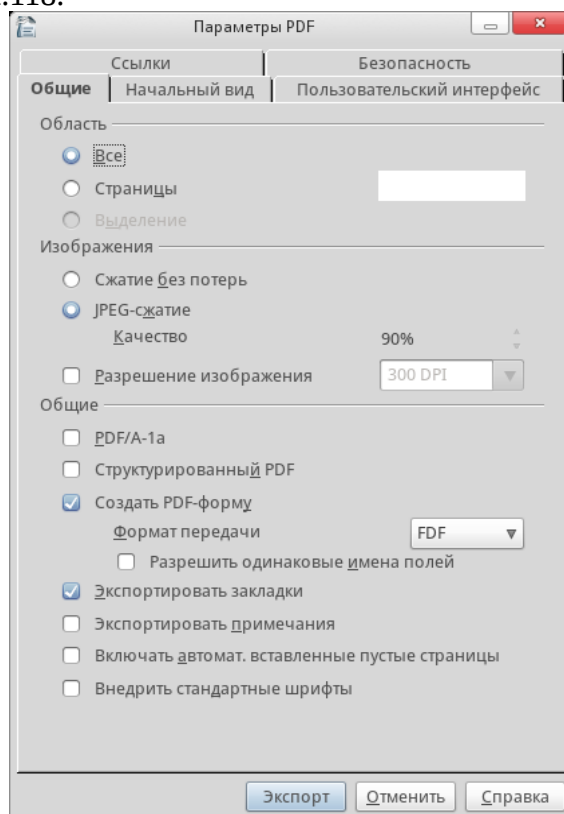 Параметры PDF
Ссылки Безопасность
Общие Начальный вид Пользовательский интерфейс
Область
Все
Страницы
Выделение
Изображения
Сжатие без потерь
JPEG-сжатие
Качество 90%
Разрешение изображения 300 DPI
Общие
PDF/A-1a
Структурированный PDF
Создать PDF-форму
Формат передачи FDF
Разрешить одинаковые имена полей
Экспортировать закладки
Экспортировать примечания
Включать автомат. вставленные пустые страницы
Внедрить стандартные шрифты
Экспорт Отменить Справка